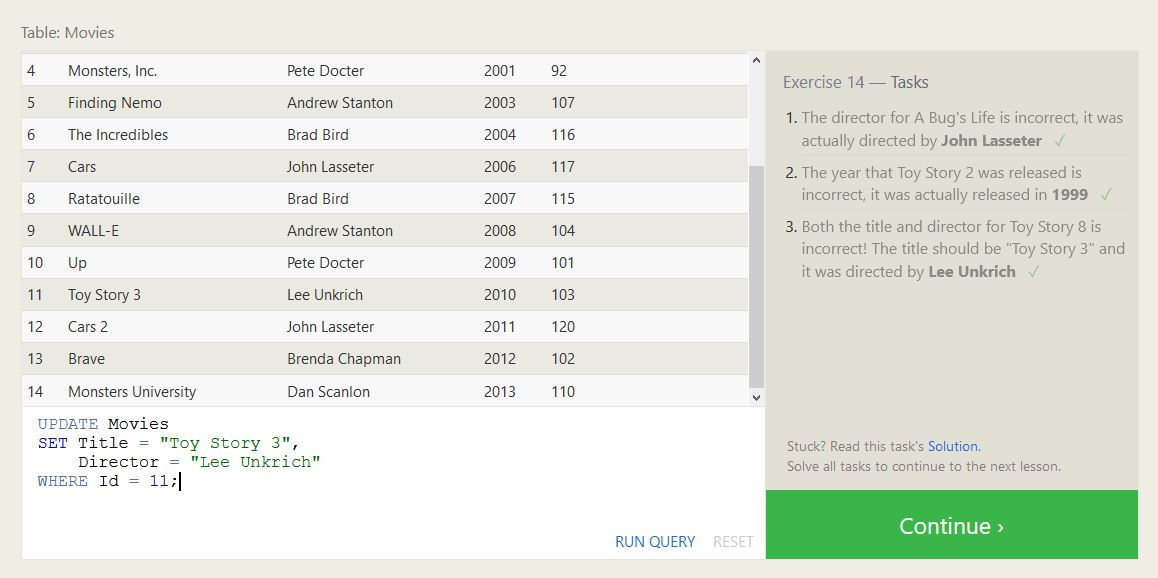 Table: Movies
4 Monsters, Inc. Pete Docter 2001 92
5 Finding Nemo Andrew Stanton 2003 107
6 The Incredibles Brad Bird 2004 116
7 Cars John Lasseter 2006 117
8 Ratatouille Brad Bird 2007 115
9 WALL-E Andrew Stanton 2008 104
10 Up Pete Docter 2009 101
11 Toy Story 3 Lee Unkrich 2010 103
12 Cars 2 John Lasseter 2011 120
13 Brave Brenda Chapman 2012 102
14 Monsters University Dan Scanlon 2013 110
UPDATE Movies
SET Title = "Toy Story 3",
Director = "Lee Unkrich"
WHERE Id = 11;
RUN QUERY RESET
Exercise 14 — Tasks
1. The director for A Bug's Life is incorrect, it was
actually directed by John Lasseter ✓
2. The year that Toy Story 2 was released is
incorrect, it was actually released in 1999 ✓
3. Both the title and director for Toy Story 8 is
incorrect! The title should be "Toy Story 3" and
it was directed by Lee Unkrich ✓
Stuck? Read this task's Solution.
Solve all tasks to continue to the next lesson.
Continue ›